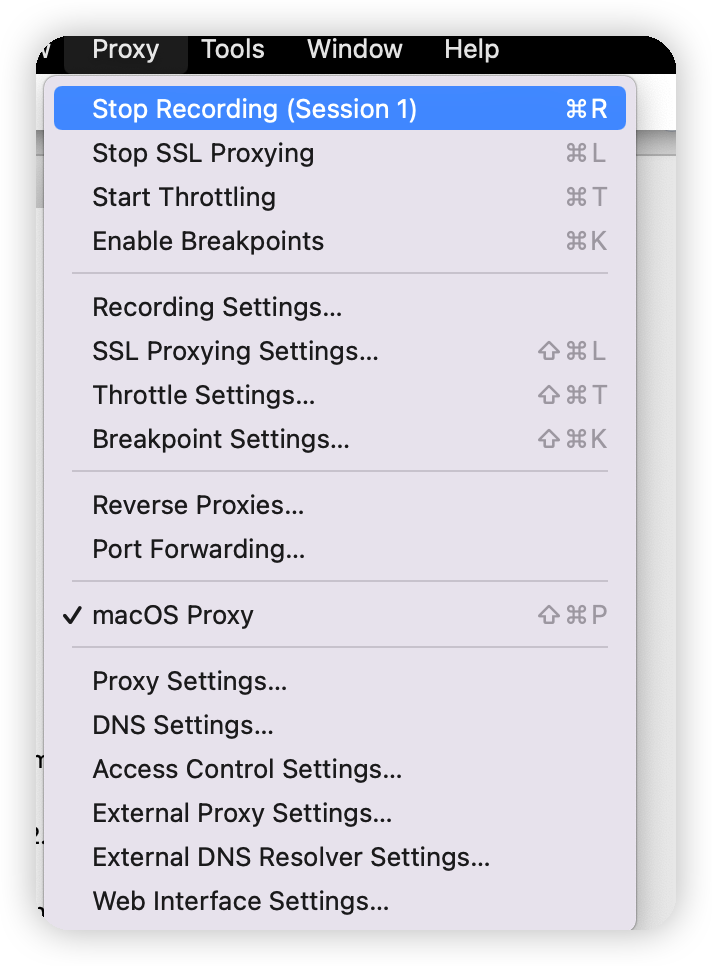 Proxy Tools Window Help
Stop Recording (Session 1) ⌘R
Stop SSL Proxying ⌘L
Start Throttling ⌘T
Enable Breakpoints ⌘K
Recording Settings...
SSL Proxying Settings... ⇧⌘L
Throttle Settings... ⇧⌘T
Breakpoint Settings... ⇧⌘K
Reverse Proxies...
Port Forwarding...
✓ macOS Proxy ⇧⌘P
Proxy Settings...
DNS Settings...
Access Control Settings...
External Proxy Settings...
External DNS Resolver Settings...
Web Interface Settings...